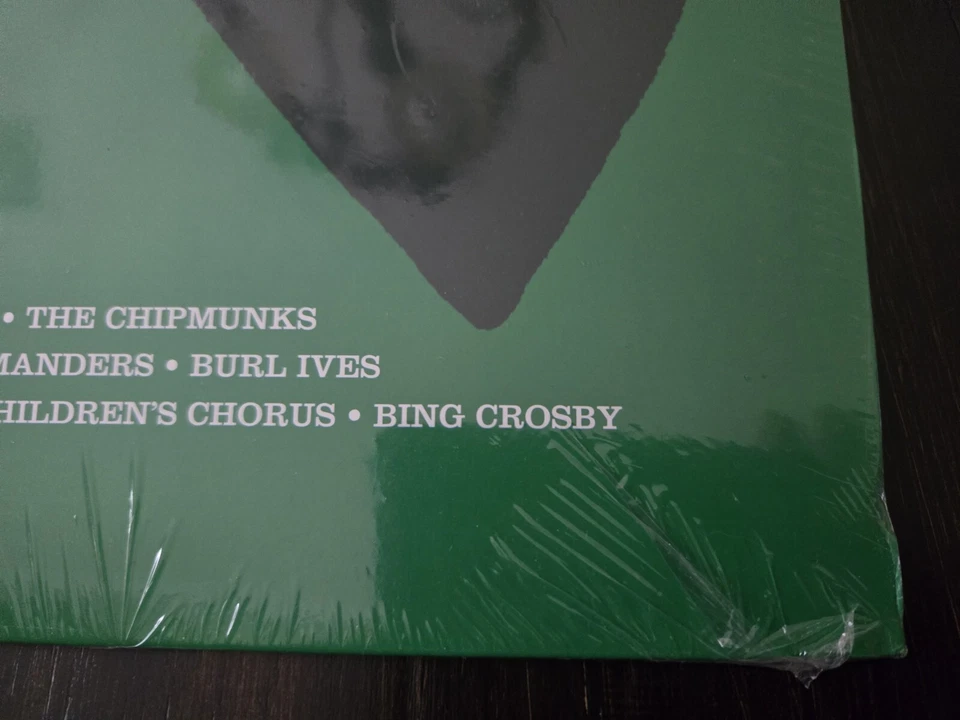 • THE CHIPMUNKS
MANDERS • BURL IVES
HILDREN'S CHORUS • BING CROSBY